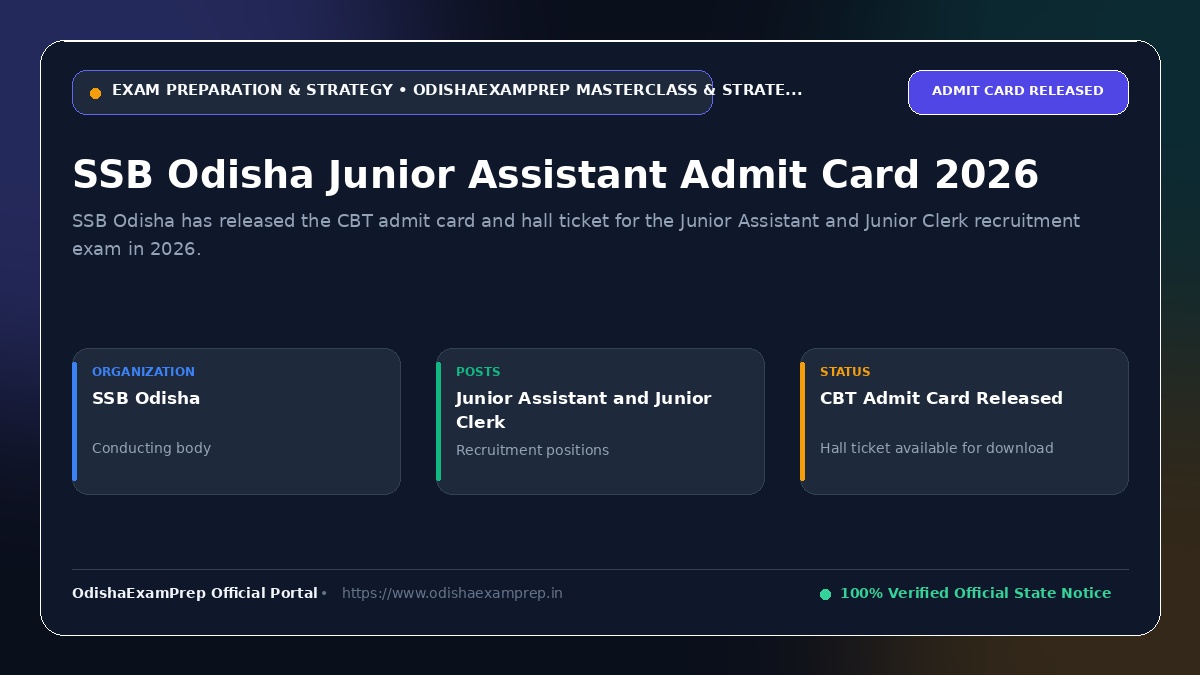 EXAM PREPARATION & STRATEGY • ODISHAEXAMPREP MASTERCLASS & STRATE...
ADMIT CARD RELEASED
SSB Odisha Junior Assistant Admit Card 2026
SSB Odisha has released the CBT admit card and hall ticket for the Junior Assistant and Junior Clerk recruitment
exam in 2026.
ORGANIZATION
SSB Odisha
Conducting body
POSTS
Junior Assistant and Junior
Clerk
Recruitment positions
STATUS
CBT Admit Card Released
Hall ticket available for download
OdishaExamPrep Official Portal • https://www.odishaexamprep.in
100% Verified Official State Notice